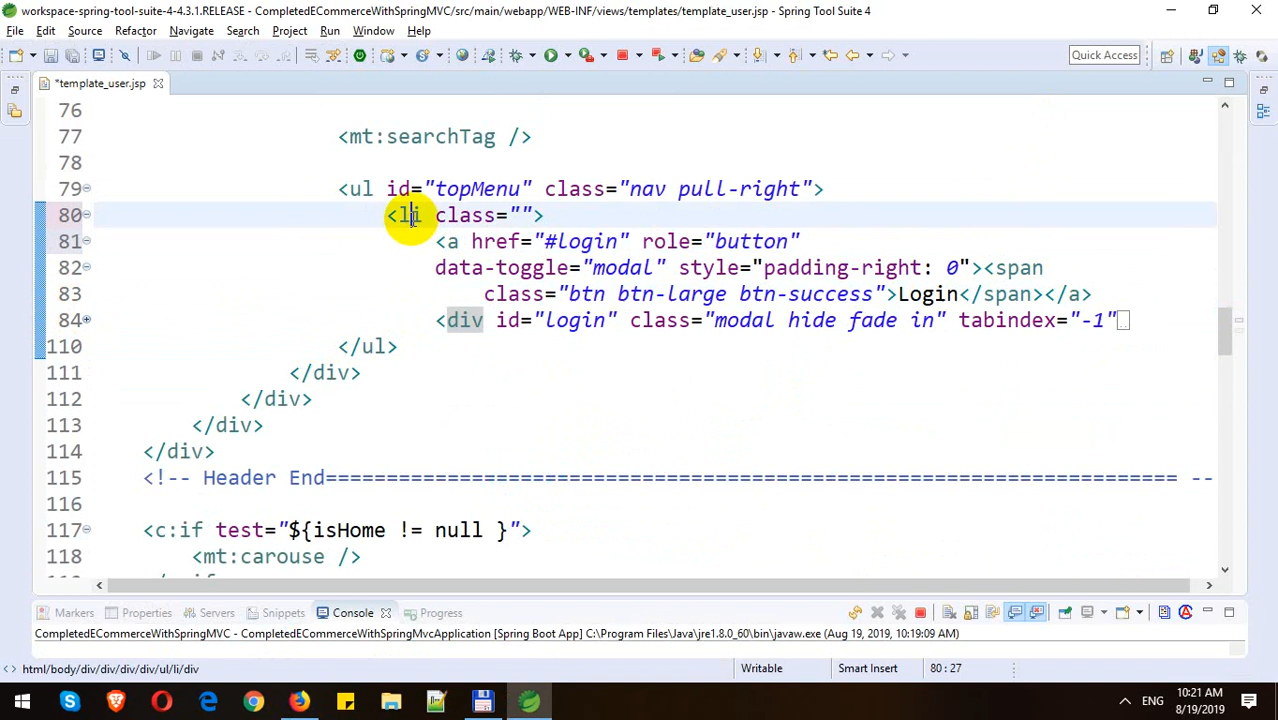 workspace-spring-tool-suite-4-4.3.1.RELEASE - CompletedECommerceWithSpringMVC/src/main/webapp/WEB-INF/views/templates/template_user.jsp - Spring Tool Suite 4
File Edit Source Refactor Navigate Search Project Run Window Help
Quick Access
*template_user.jsp
76
77 <mt:searchTag />
78
79 <ul id="topMenu" class="nav pull-right">
80 <li class="">
81 <a href="#login" role="button"
82 data-toggle="modal" style="padding-right: 0"><span
83 class="btn btn-large btn-success">Login</span></a>
84 <div id="login" class="modal hide fade in" tabindex="-1"
110 </ul>
111 </div>
112 </div>
113 </div>
114 </div>
115 <!-- Header End====================================================================== --
116
117 <c:if test="${isHome != null }">
118 <mt:carouse />
Markers Properties Servers Snippets Console Progress
CompletedECommerceWithSpringMVC - CompletedECommerceWithSpringMvcApplication [Spring Boot App] C:\Program Files\Java\jre1.8.0_60\bin\javaw.exe (Aug 19, 2019, 10:19:09 AM)
html/body/div/div/div/div/ul/li/div Writable Smart Insert 80 : 27
ENG 10:21 AM
8/19/2019